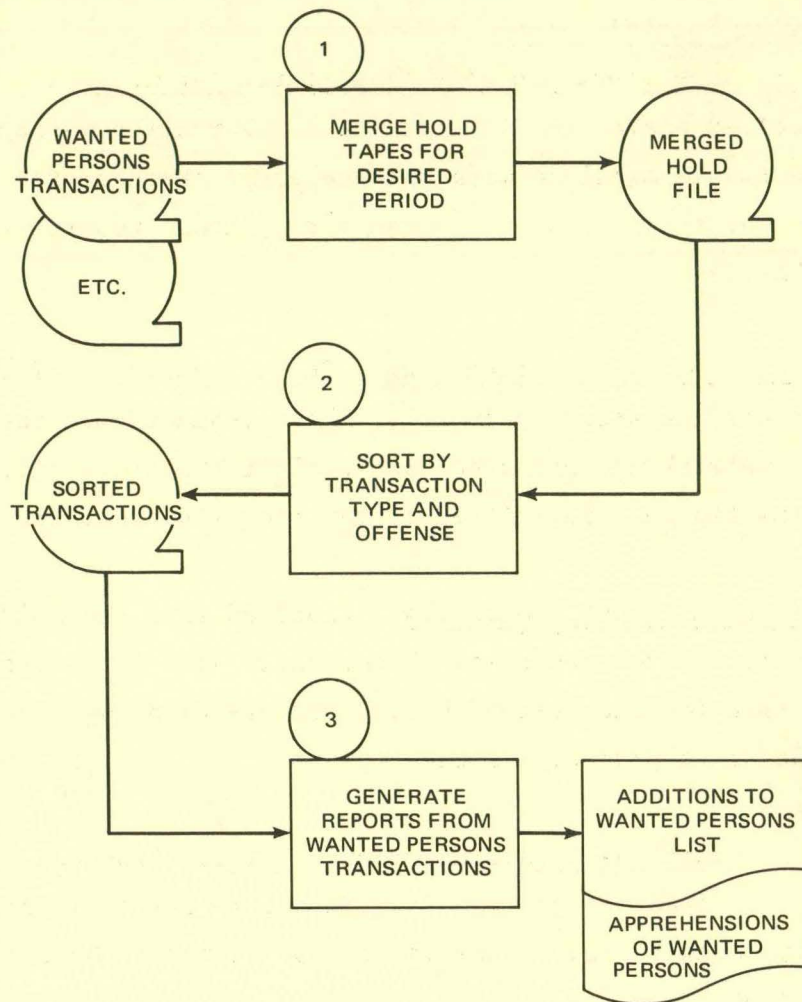 1
WANTED
PERSONS
TRANSACTIONS
ETC.
MERGE HOLD
TAPES FOR
DESIRED
PERIOD
MERGED
HOLD
FILE
2
SORT BY
TRANSACTION
TYPE AND
OFFENSE
SORTED
TRANSACTIONS
3
GENERATE
REPORTS FROM
WANTED PERSONS
TRANSACTIONS
ADDITIONS TO
WANTED PERSONS
LIST
APPREHENSIONS
OF WANTED
PERSONS